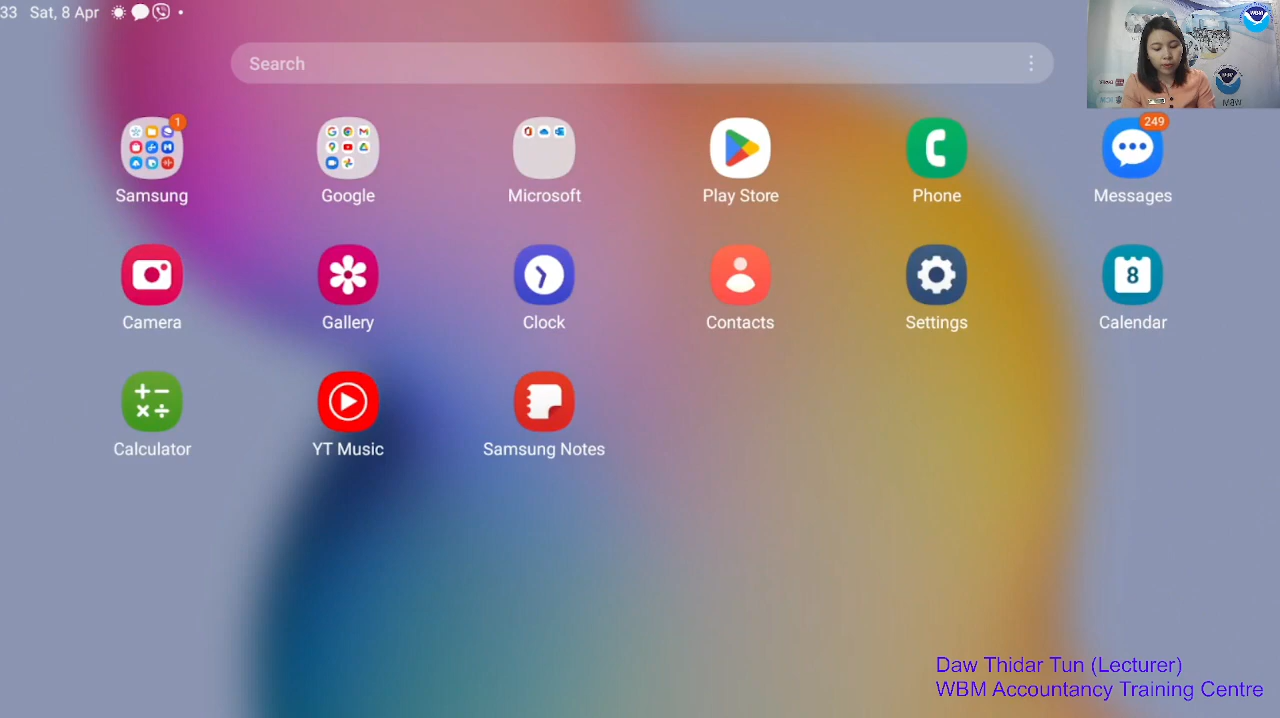 33 Sat, 8 Apr
Search
1
249
Samsung
Google
Microsoft
Play Store
Phone
Messages
8
Camera
Gallery
Clock
Contacts
Settings
Calendar
Calculator
YT Music
Samsung Notes
Daw Thidar Tun (Lecturer)
WBM Accountancy Training Centre